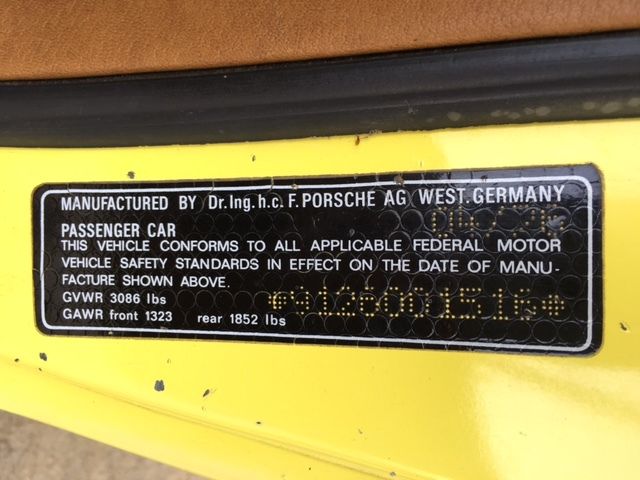 MANUFACTURED BY Dr.Ing.h.c. F.PORSCHE AG WEST.GERMANY
PASSENGER CAR
THIS VEHICLE CONFORMS TO ALL APPLICABLE FEDERAL MOTOR
VEHICLE SAFETY STANDARDS IN EFFECT ON THE DATE OF MANU-
FACTURE SHOWN ABOVE.
GVWR 3086 lbs *9126001516*
GAWR front 1323 rear 1852 lbs